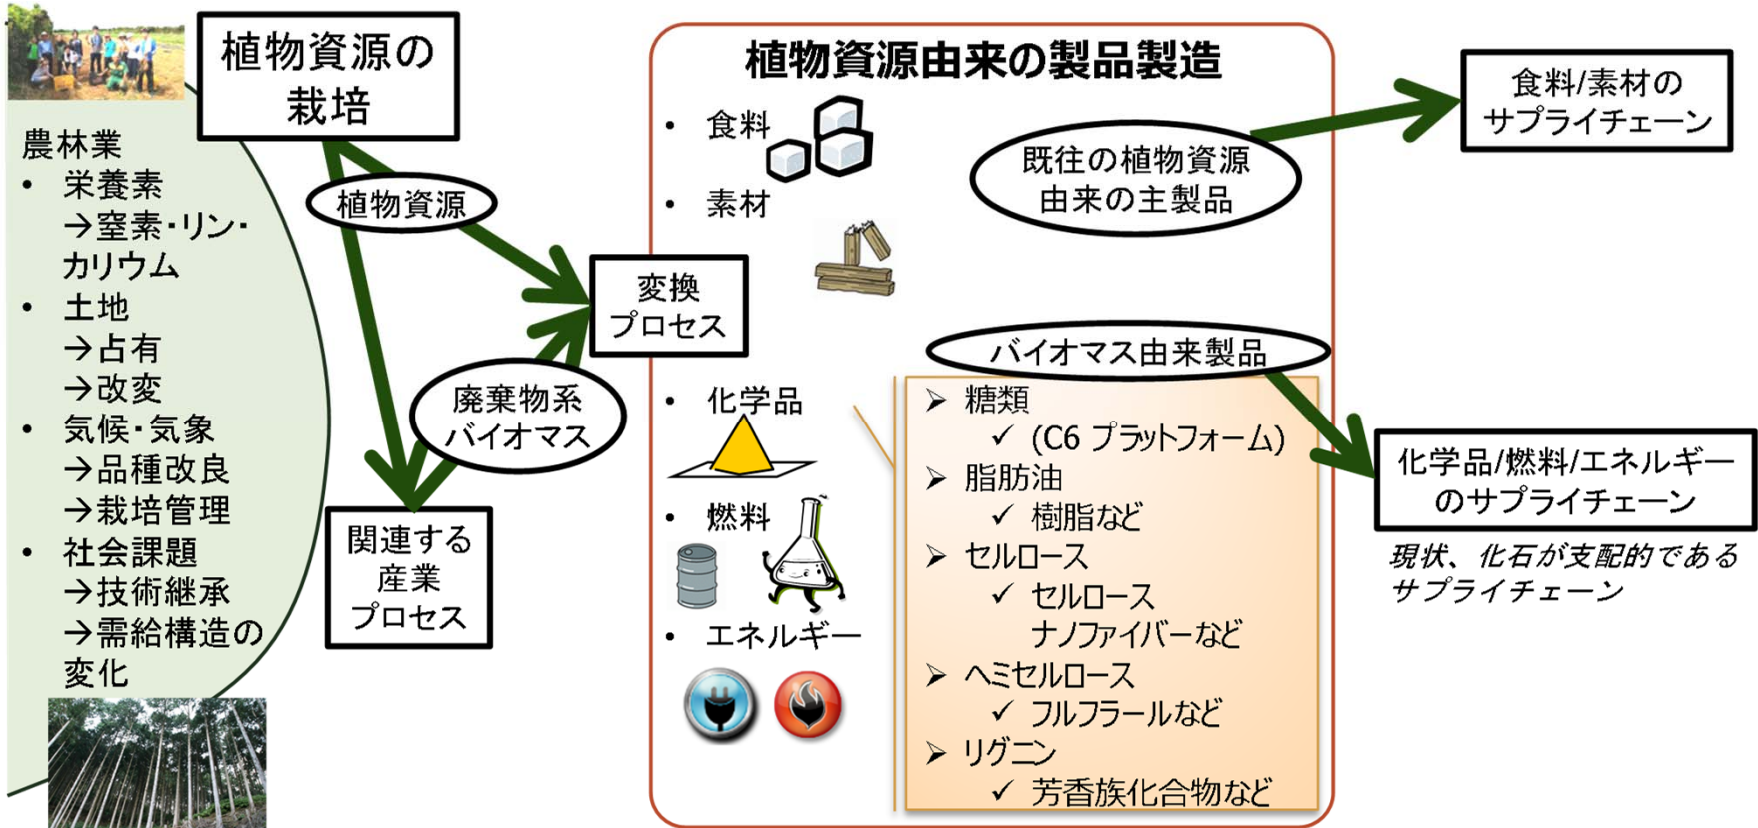 植物資源の
栽培
農林業
• 栄養素
→窒素・リン・
カリウム
• 土地
→占有
→改変
• 気候・気象
→品種改良
→栽培管理
• 社会課題
→技術継承
→需給構造の
変化
植物資源
廃棄物系
バイオマス
関連する
産業
プロセス
変換
プロセス
植物資源由来の製品製造
• 食料
• 素材
• 化学品
• 燃料
• エネルギー
既往の植物資源
由来の主製品
バイオマス由来製品
➢ 糖類
✓ (C6 プラットフォーム)
➢ 脂肪油
✓ 樹脂など
➢ セルロース
✓ セルロース
ナノファイバーなど
➢ ヘミセルロース
✓ フルフラールなど
➢ リグニン
✓ 芳香族化合物など
食料/素材の
サプライチェーン
化学品/燃料/エネルギー
のサプライチェーン
現状、化石が支配的である
サプライチェーン